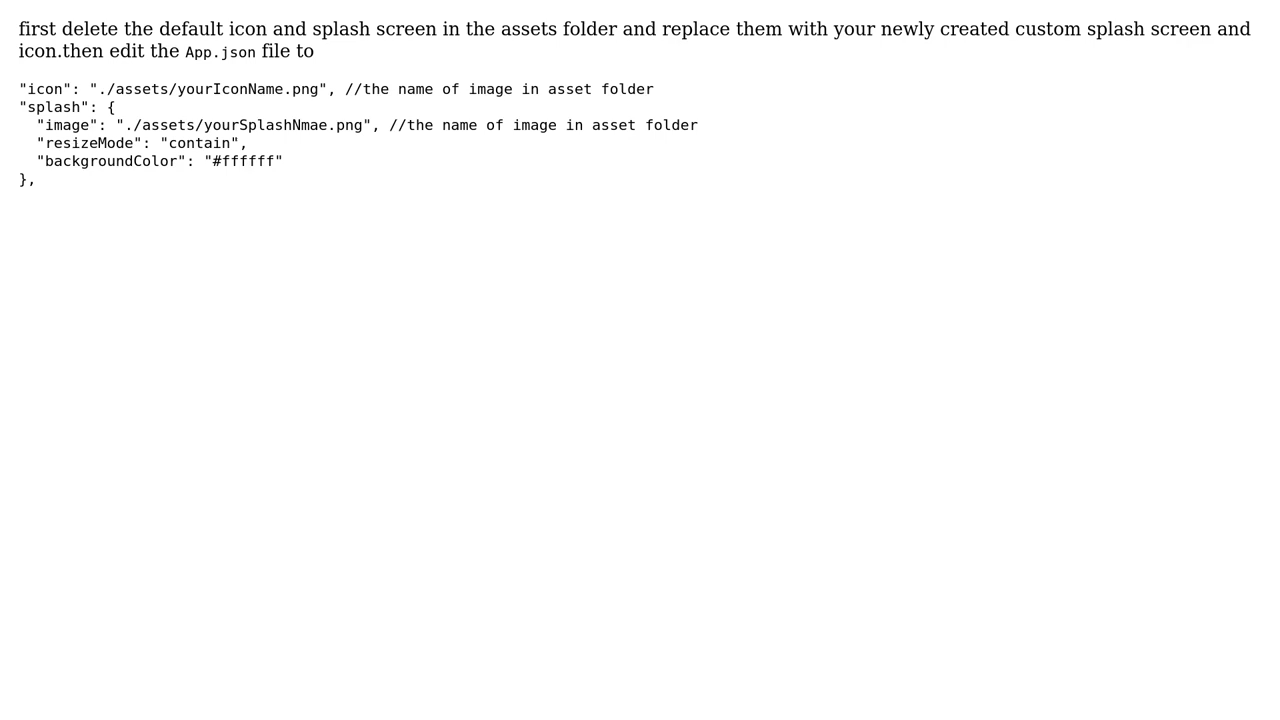 first delete the default icon and splash screen in the assets folder and replace them with your newly created custom splash screen and
icon.then edit the App.json file to
"icon": "./assets/yourIconName.png", //the name of image in asset folder
"splash": {
  "image": "./assets/yourSplashNmae.png", //the name of image in asset folder
  "resizeMode": "contain",
  "backgroundColor": "#ffffff"
},